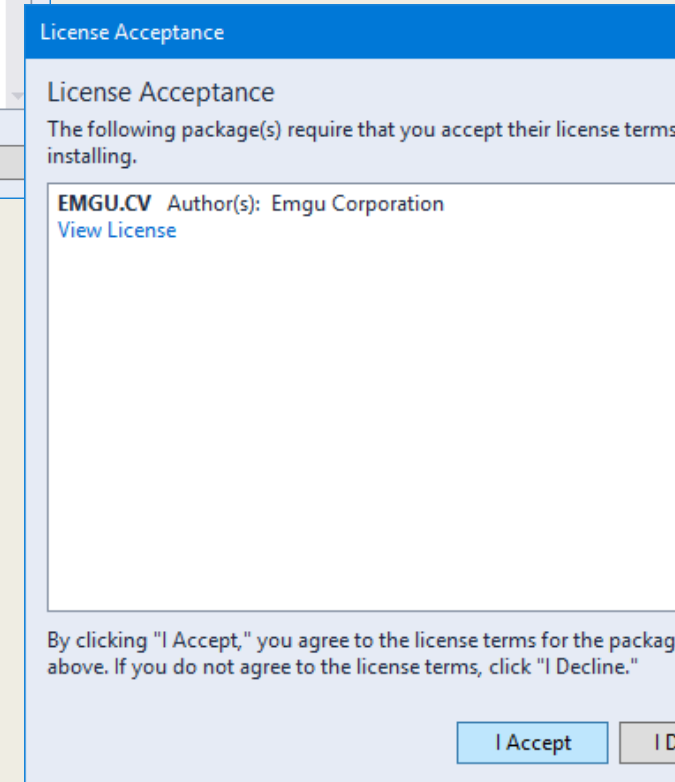 License Acceptance
License Acceptance
The following package(s) require that you accept their license terms
installing.
EMGU.CV Author(s): Emgu Corporation
View License
By clicking "I Accept," you agree to the license terms for the packag
above. If you do not agree to the license terms, click "I Decline."
I Accept
I D